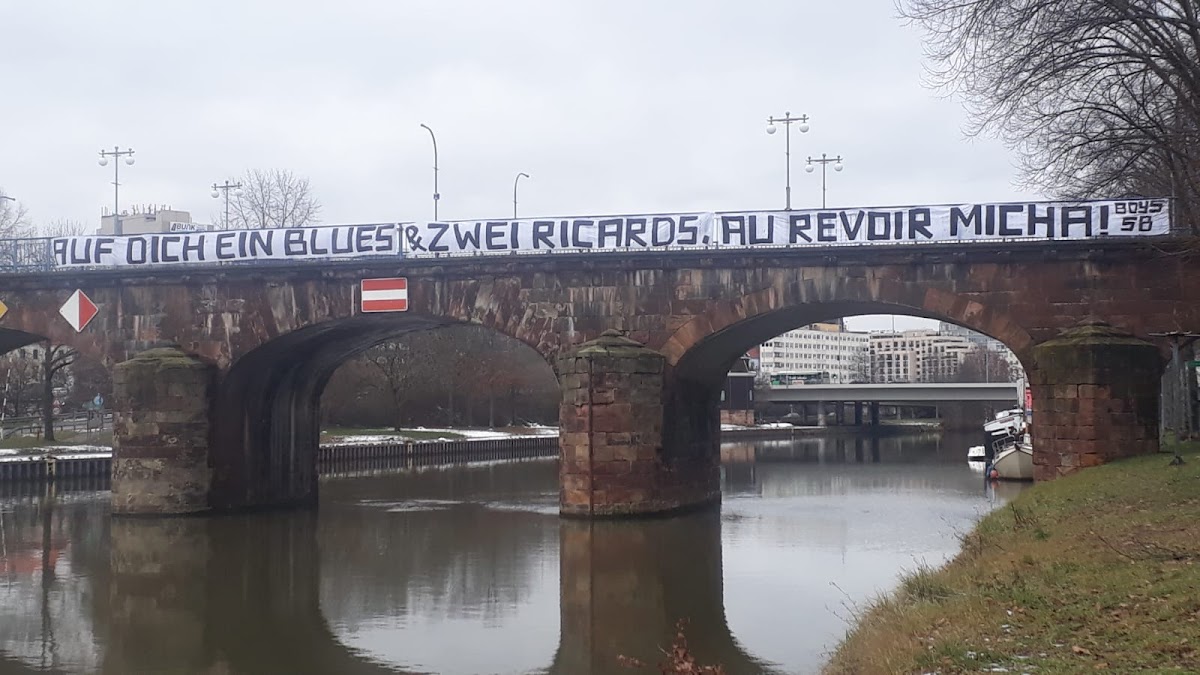 AUF DICH EIN BLUES & ZWEI RICARDS, AU REVOIR MICHA!
BOYS
SB